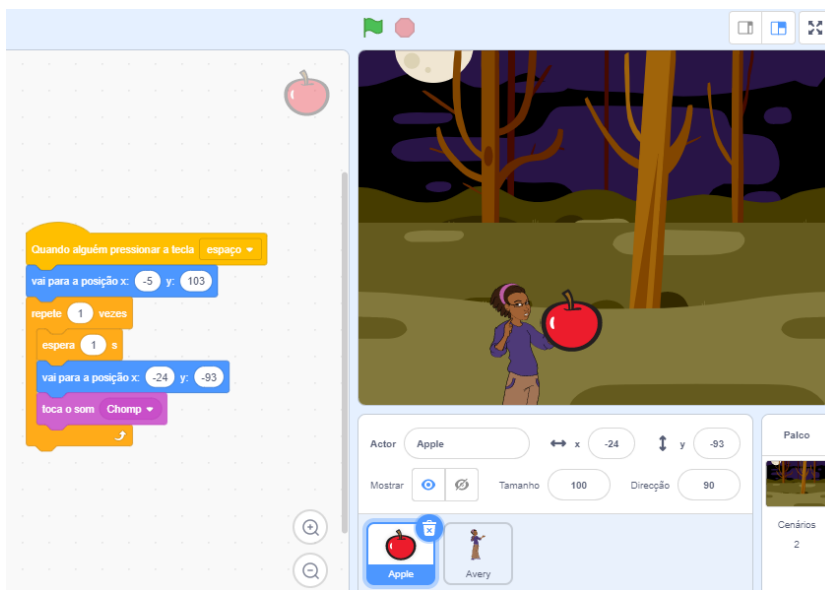 Quando alguém pressionar a tecla espaço
vai para a posição x: -5 y: 103
repete 1 vezes
espera 1 s
vai para a posição x: -24 y: -93
toca o som Chomp
Actor Apple x -24 y -93
Mostrar Tamanho 100 Direcção 90
Apple
Avery
Palco
Cenários
2